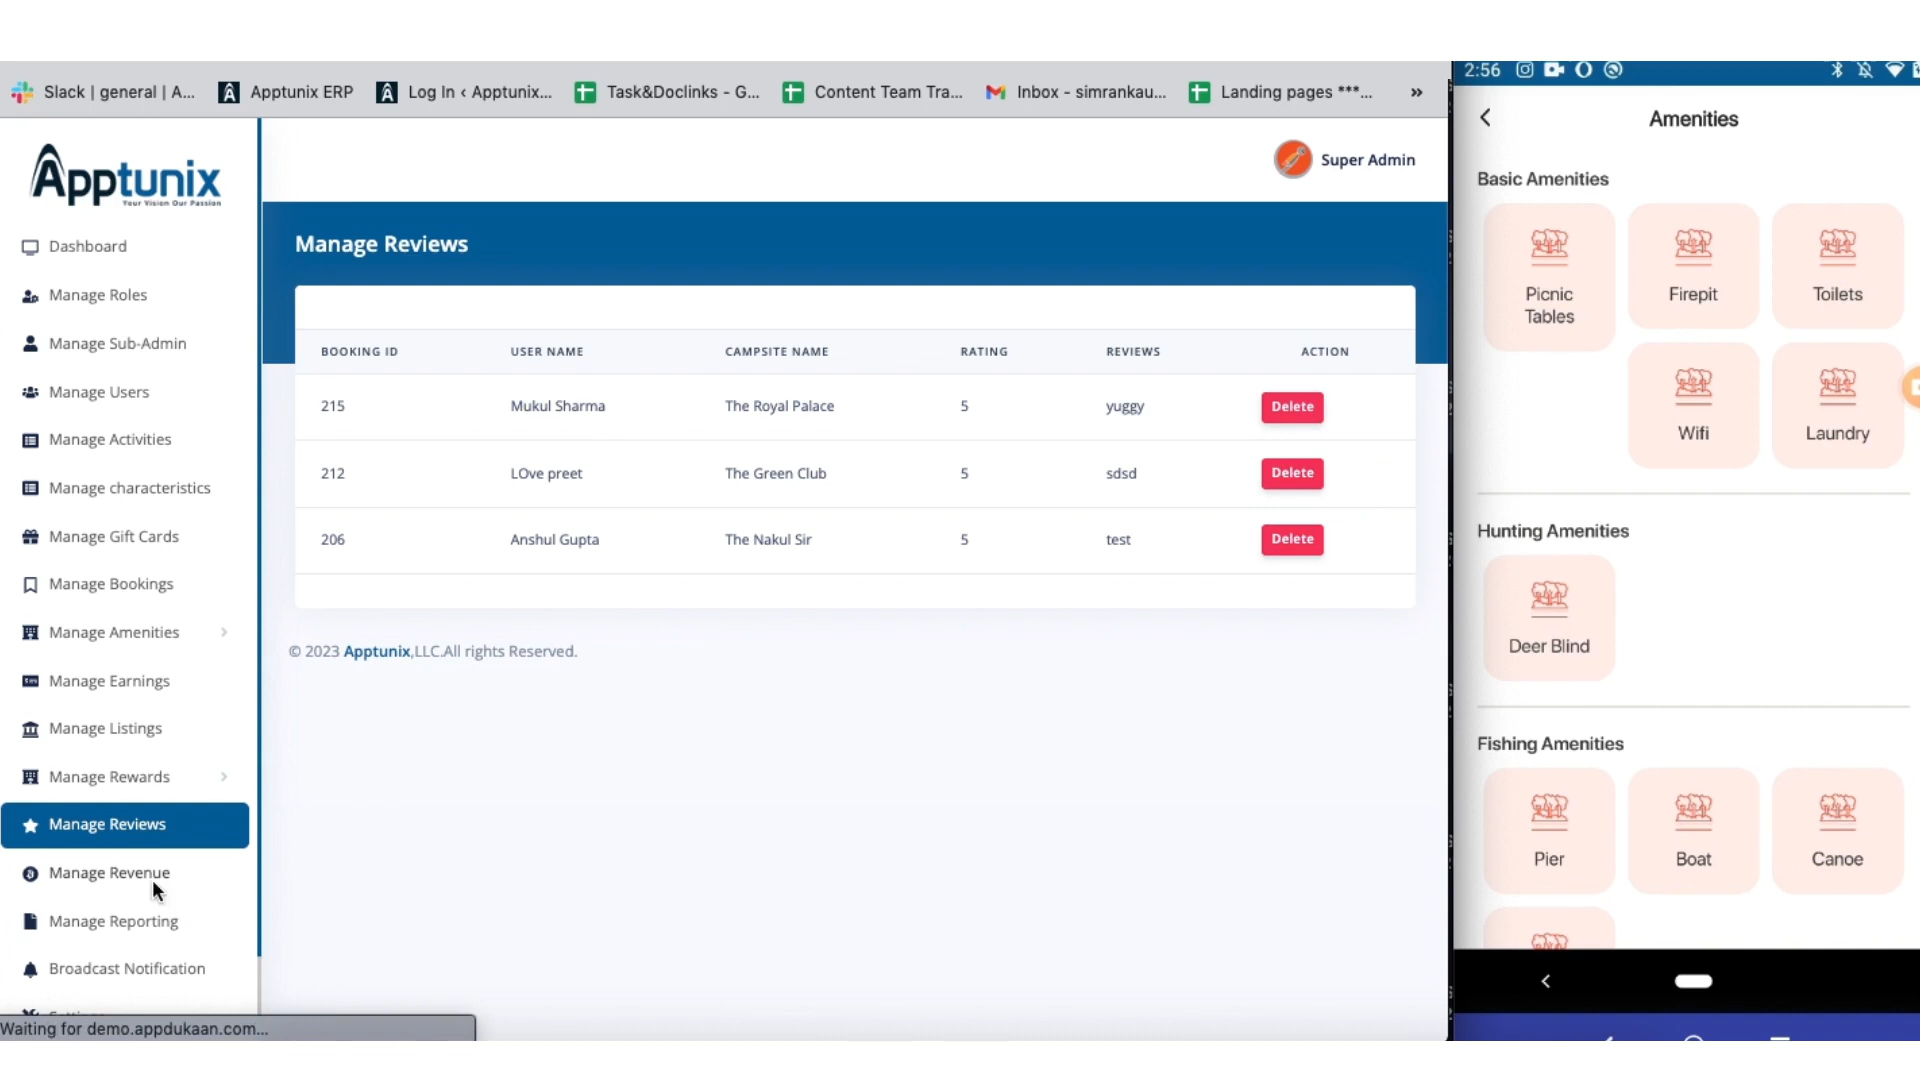 Slack | general | A...
Apptunix ERP
Log In ‹ Apptunix...
Task&Doclinks - G...
Content Team Tra...
Inbox - simrankau...
Landing pages ***...
»
Apptunix
Your Vision Our Passion
Dashboard
Manage Roles
Manage Sub-Admin
Manage Users
Manage Activities
Manage characteristics
Manage Gift Cards
Manage Bookings
Manage Amenities
Manage Earnings
Manage Listings
Manage Rewards
Manage Reviews
Manage Revenue
Manage Reporting
Broadcast Notification
Waiting for demo.appdukaan.com...
Super Admin
Manage Reviews
BOOKING ID USER NAME CAMPSITE NAME RATING REVIEWS ACTION
215 Mukul Sharma The Royal Palace 5 yuggy Delete
212 LOve preet The Green Club 5 sdsd Delete
206 Anshul Gupta The Nakul Sir 5 test Delete
© 2023 Apptunix,LLC.All rights Reserved.
2:56
Amenities
Basic Amenities
Picnic
Tables
Firepit
Toilets
Wifi
Laundry
Hunting Amenities
Deer Blind
Fishing Amenities
Pier
Boat
Canoe